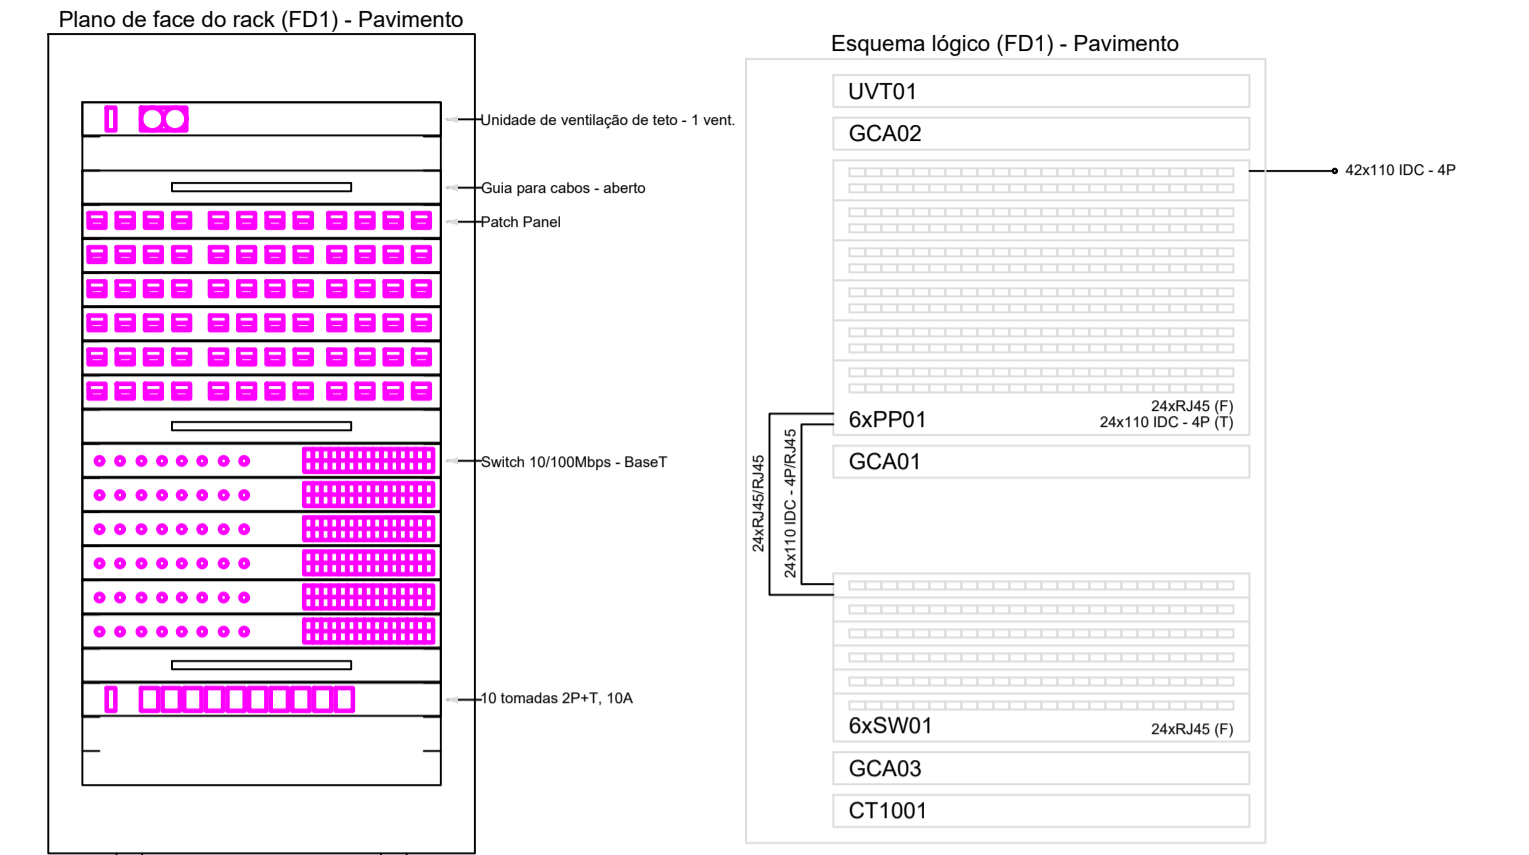 Plano de face do rack (FD1) - Pavimento
Unidade de ventilação de teto - 1 vent.
Guia para cabos - aberto
Patch Panel
Switch 10/100Mbps - BaseT
10 tomadas 2P+T, 10A
Esquema lógico (FD1) - Pavimento
UVT01
GCA02
42x110 IDC - 4P
24xRJ45 (F)
6xPP01
24x110 IDC - 4P (T)
GCA01
24xRJ45/RJ45
24x110 IDC - 4P/RJ45
6xSW01
24xRJ45 (F)
GCA03
CT1001